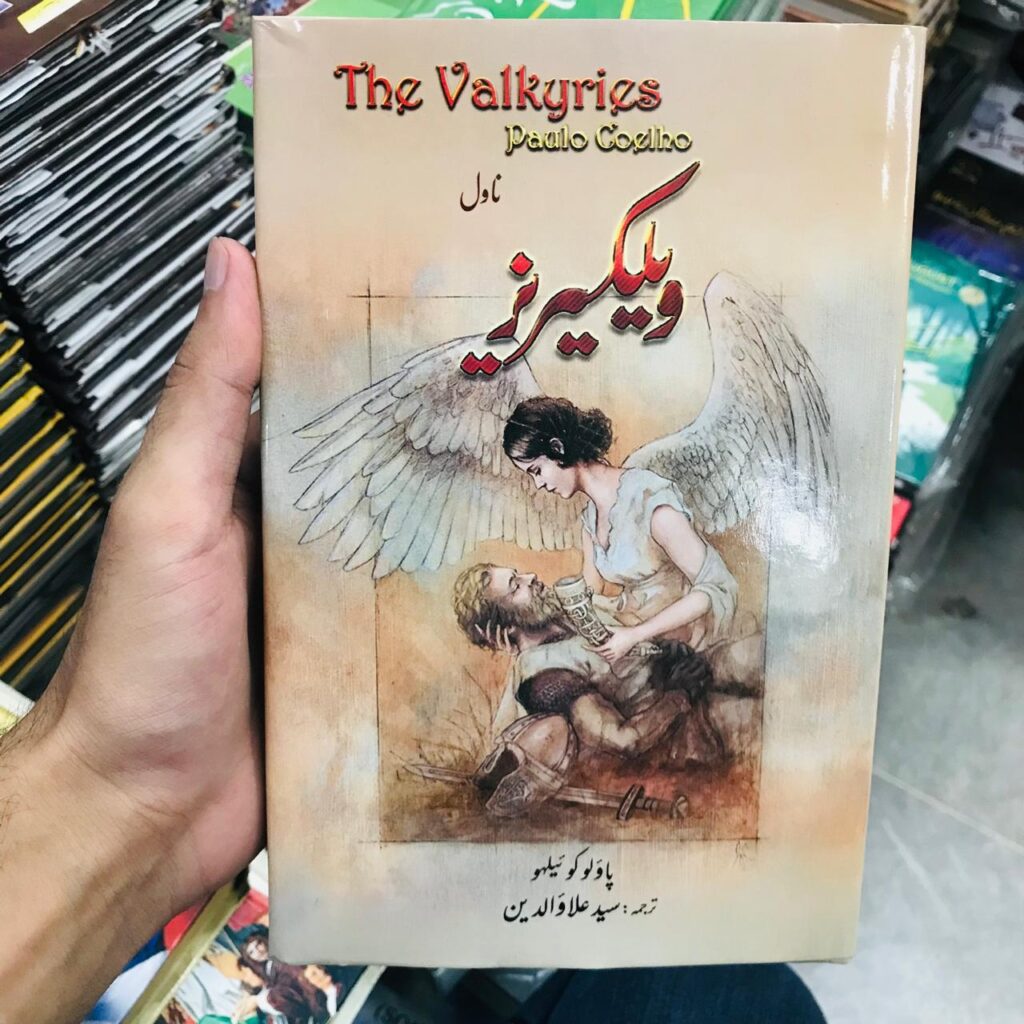 The Valkyries
Paulo Coelho
ناول
ویلکیریز
پاؤلو کوئیلہو
ترجمہ: سید علاؤالدین